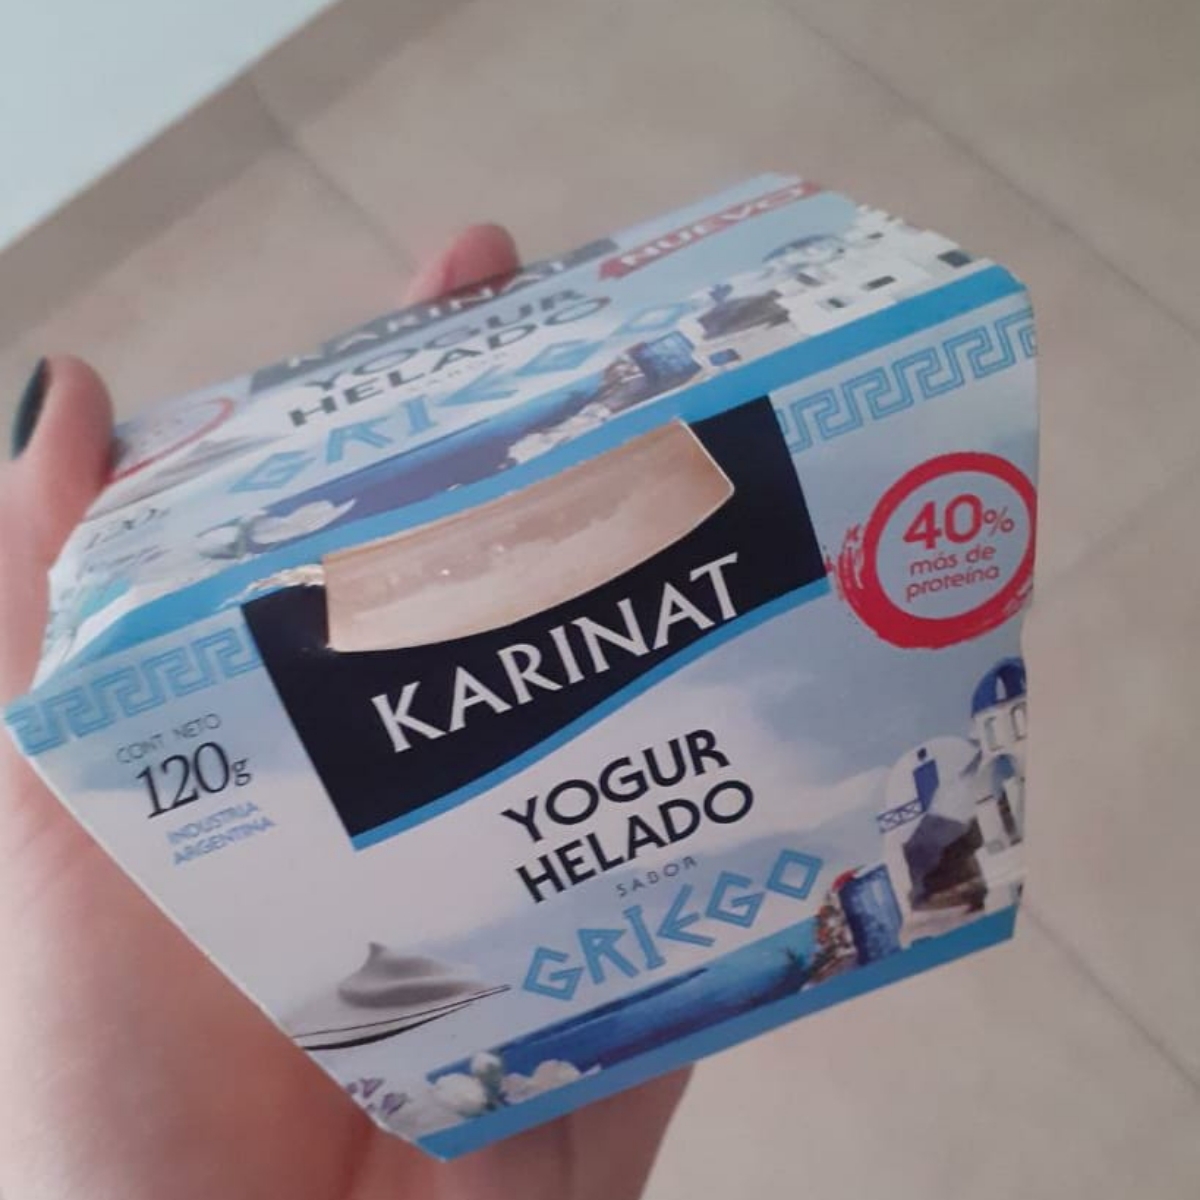 KARINAT
YOGUR
HELADO
SABOR
GRIEGO
NUEVO
120g
KARINAT
40%
más de
proteína
CONT NETO
120g
INDUSTRIA
ARGENTINA
YOGUR
HELADO
SABOR
GRIEGO